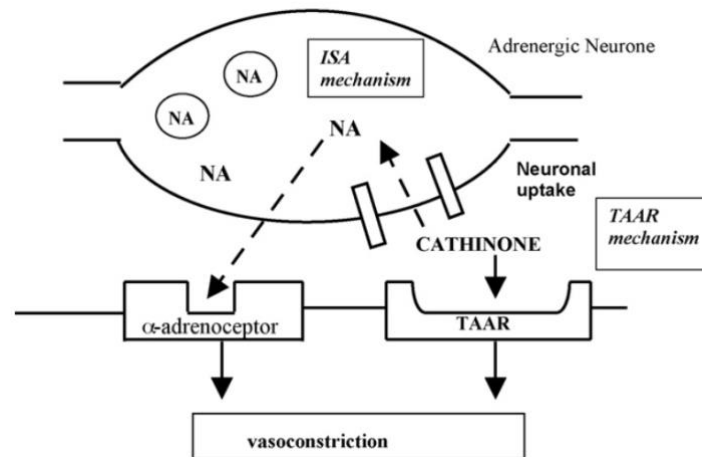 Adrenergic Neurone
ISA
mechanism
NA
NA
NA
NA
Neuronal
uptake
TAAR
mechanism
CATHINONE
α-adrenoceptor
TAAR
vasoconstriction